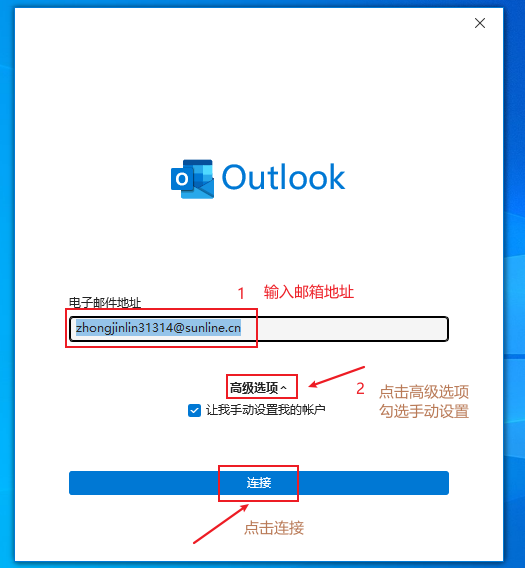 Outlook
1 输入邮箱地址
电子邮件地址
zhongjinlin31314@sunline.cn
高级选项
2 点击高级选项
勾选手动设置
让我手动设置我的帐户
连接
点击连接